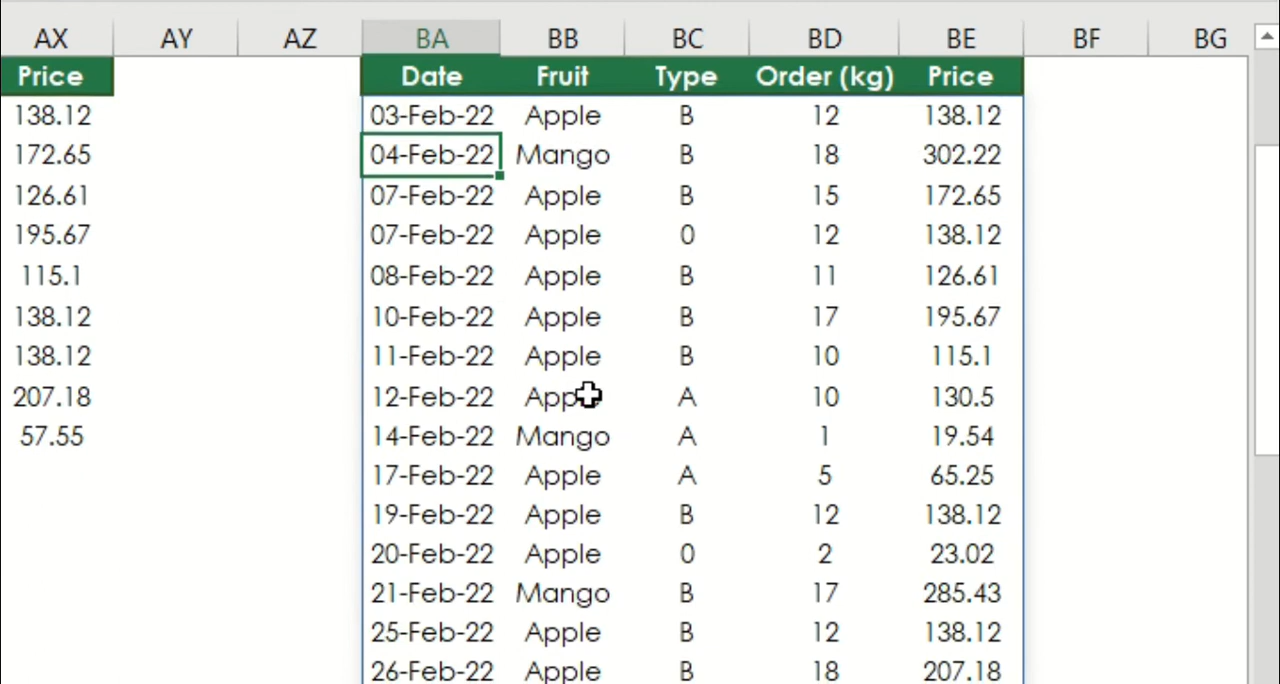 AX AY AZ BA BB BC BD BE BF BG
Price Date Fruit Type Order (kg) Price
138.12 03-Feb-22 Apple B 12 138.12
172.65 04-Feb-22 Mango B 18 302.22
126.61 07-Feb-22 Apple B 15 172.65
195.67 07-Feb-22 Apple 0 12 138.12
115.1 08-Feb-22 Apple B 11 126.61
138.12 10-Feb-22 Apple B 17 195.67
138.12 11-Feb-22 Apple B 10 115.1
207.18 12-Feb-22 Apple A 10 130.5
57.55 14-Feb-22 Mango A 1 19.54
17-Feb-22 Apple A 5 65.25
19-Feb-22 Apple B 12 138.12
20-Feb-22 Apple 0 2 23.02
21-Feb-22 Mango B 17 285.43
25-Feb-22 Apple B 12 138.12
26-Feb-22 Apple B 18 207.18